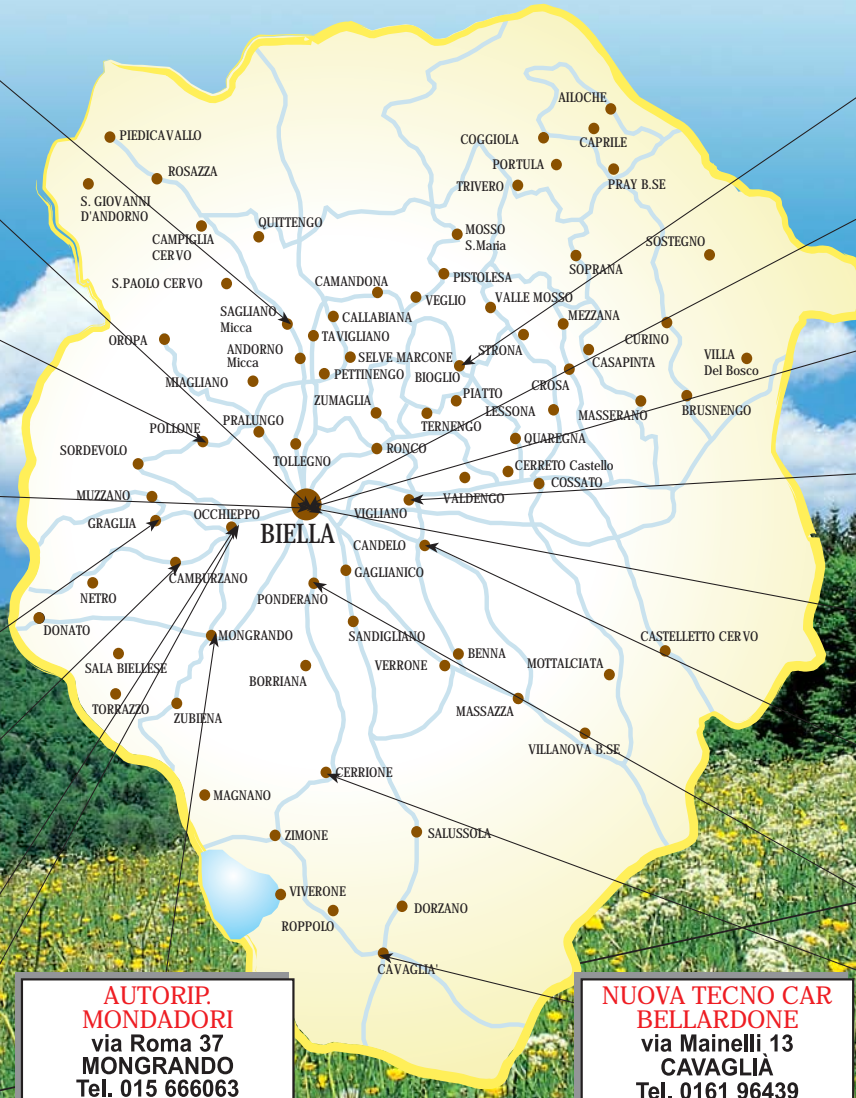 AILOCHE
PIEDICAVALLO
COGGIOLA
CAPRILE
ROSAZZA
PORTULA
PRAY B.SE
TRIVERO
S. GIOVANNI
D'ANDORNO
QUITTENGO
MOSSO
S.Maria
CAMPIGLIA
CERVO
SOSTEGNO
SOPRANA
S.PAOLO CERVO
CAMANDONA
PISTOLESA
VEGLIO
VALLE MOSSO
SAGLIANO
Micca
CALLABIANA
MEZZANA
OROPA
TAVIGLIANO
STRONA
CURINO
ANDORNO
Micca
SELVE MARCONE
CASAPINTA
VILLA
Del Bosco
MIAGLIANO
PETTINENGO
BIOGLIO
CROSA
PIATTO
ZUMAGLIA
LESSONA
MASSERANO
BRUSNENGO
PRALUNGO
TERNENGO
POLLONE
QUAREGNA
SORDEVOLO
TOLLEGNO
RONCO
CERRETO Castello
COSSATO
MUZZANO
VALDENGO
GRAGLIA
OCCHIEPPO
VIGLIANO
BIELLA
CANDELO
CAMBURZANO
GAGLIANICO
NETRO
PONDERANO
DONATO
MONGRANDO
SANDIGLIANO
CASTELLETTO CERVO
SALA BIELLESE
BORRIANA
VERRONE
BENNA
MOTTALCIATA
TORRAZZO
ZUBIENA
MASSAZZA
VILLANOVA B.SE
CERRIONE
MAGNANO
ZIMONE
SALUSSOLA
VIVERONE
ROPPOLO
DORZANO
CAVAGLIA'
AUTORIP.
MONDADORI
via Roma 37
MONGRANDO
Tel. 015 666063
NUOVA TECNO CAR
BELLARDONE
via Mainelli 13
CAVAGLIÀ
Tel. 0161 96439